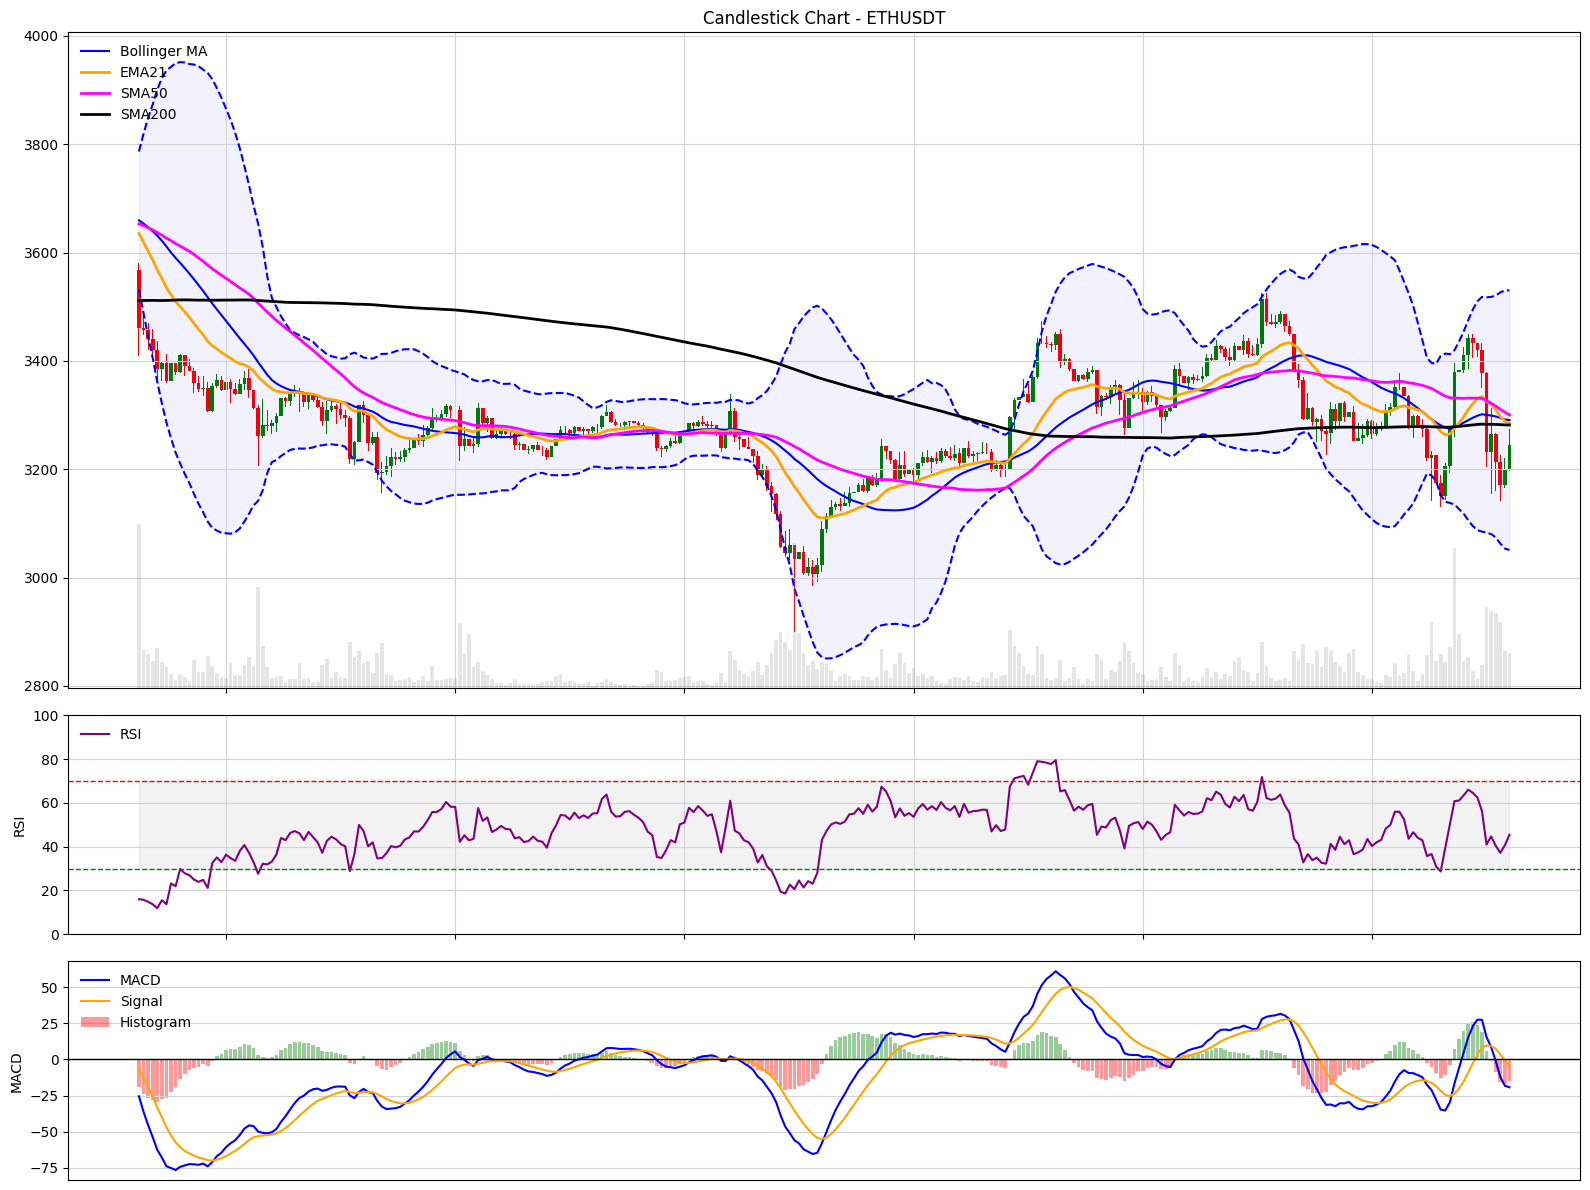 Candlestick Chart - ETHUSDT
4000
3800
3600
3400
3200
3000
2800
Bollinger MA
EMA21
SMA50
SMA200
100
80
60
40
20
0
RSI
RSI
50
25
0
−25
−50
−75
MACD
MACD
Signal
Histogram